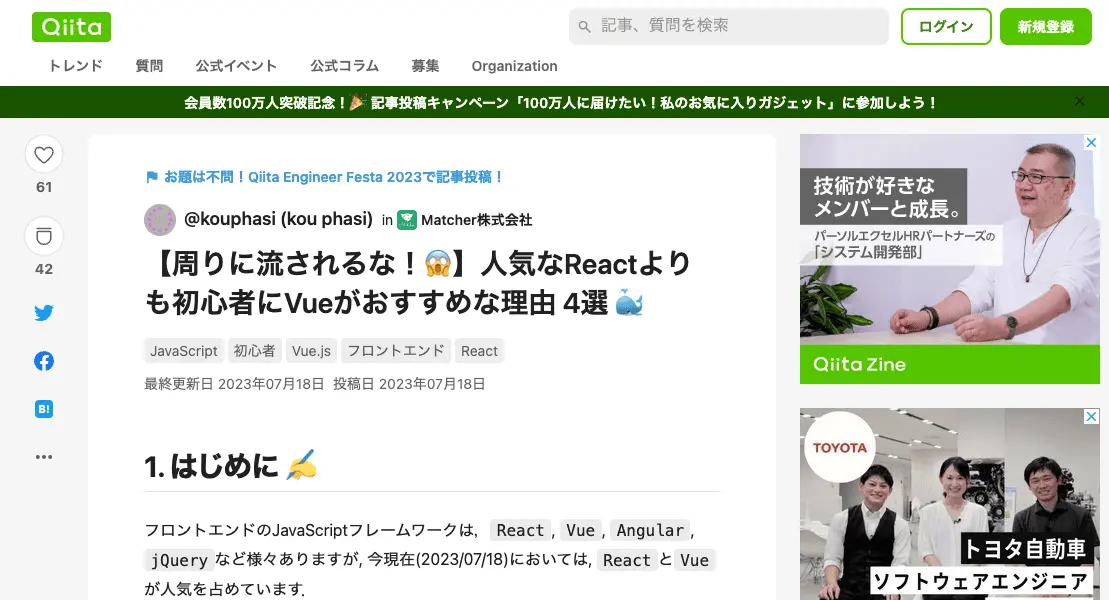 Qiita
記事、質問を検索
ログイン
新規登録
トレンド 質問 公式イベント 公式コラム 募集 Organization
会員数100万人突破記念！🎉 記事投稿キャンペーン「100万人に届けたい！私のお気に入りガジェット」に参加しよう！
61
42
B!
お題は不問！Qiita Engineer Festa 2023で記事投稿！
@kouphasi (kou phasi) in Matcher株式会社
【周りに流されるな！😱】人気なReactより
も初心者にVueがおすすめな理由 4選🐳
JavaScript 初心者 Vue.js フロントエンド React
最終更新日 2023年07月18日 投稿日 2023年07月18日
1. はじめに ✍️
フロントエンドのJavaScriptフレームワークは, React, Vue, Angular,
jQueryなど様々ありますが, 今現在(2023/07/18)においては, React と Vue
が人気を占めています.
技術が好きな
メンバーと成長。
パーソルエクセルHRパートナーズの
「システム開発部」
Qiita Zine
TOYOTA
トヨタ自動車
ソフトウェアエンジニア